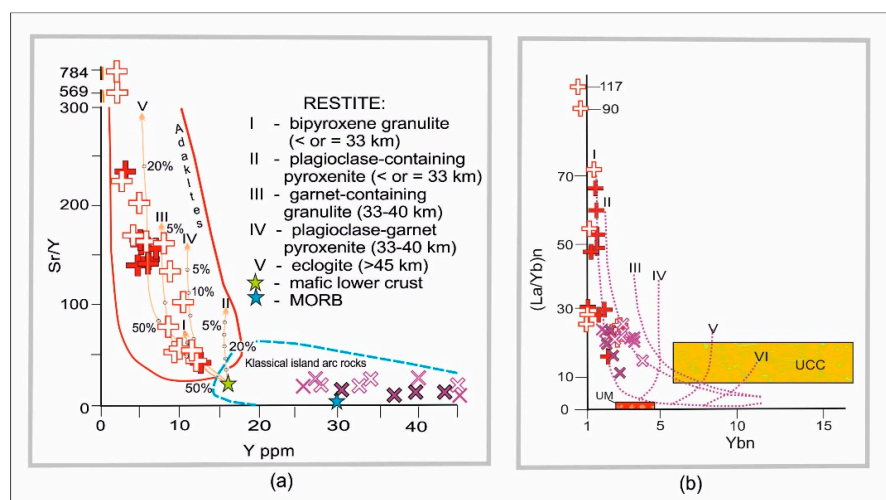 784
569
300
200
100
0
Sr/Y
0
10
20
30
40
Y ppm
V
20%
III
5%
IV
5%
10%
II
5%
20%
I
50%
50%
Adakites
Klassical island arc rocks
RESTITE:
I - bipyroxene granulite
(< or = 33 km)
II - plagioclase-containing
pyroxenite (< or = 33 km)
III - garnet-containing
granulite (33-40 km)
IV - plagioclase-garnet
pyroxenite (33-40 km)
V - eclogite (>45 km)
- mafic lower crust
- MORB
(a)
117
90
70
50
30
10
0
(La/Yb)n
I
II
III
IV
V
VI
UCC
UM
1
5
10
15
Ybn
(b)